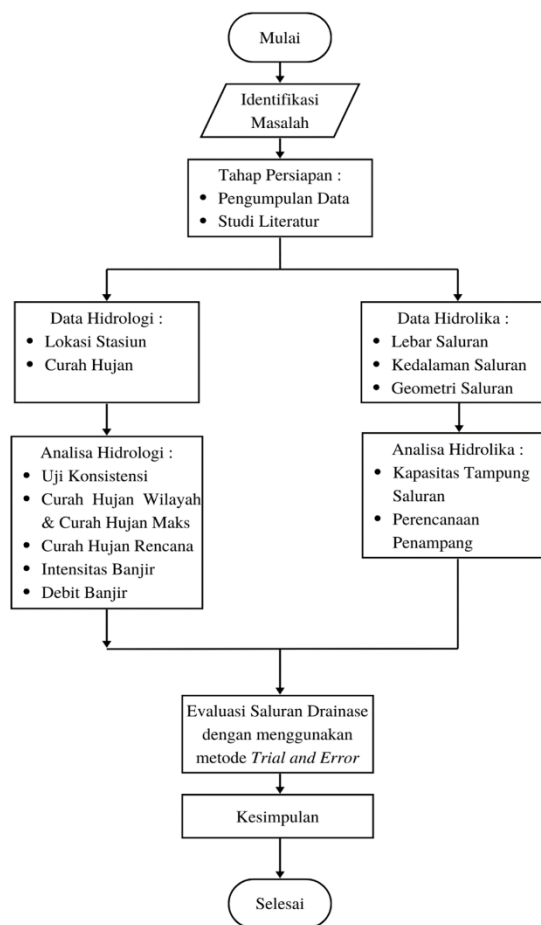 Mulai
Identifikasi
Masalah
Tahap Persiapan :
• Pengumpulan Data
• Studi Literatur
Data Hidrologi :
• Lokasi Stasiun
• Curah Hujan
Data Hidrolika :
• Lebar Saluran
• Kedalaman Saluran
• Geometri Saluran
Analisa Hidrologi :
• Uji Konsistensi
• Curah Hujan Wilayah
& Curah Hujan Maks
• Curah Hujan Rencana
• Intensitas Banjir
• Debit Banjir
Analisa Hidrolika :
• Kapasitas Tampung
Saluran
• Perencanaan
Penampang
Evaluasi Saluran Drainase
dengan menggunakan
metode Trial and Error
Kesimpulan
Selesai